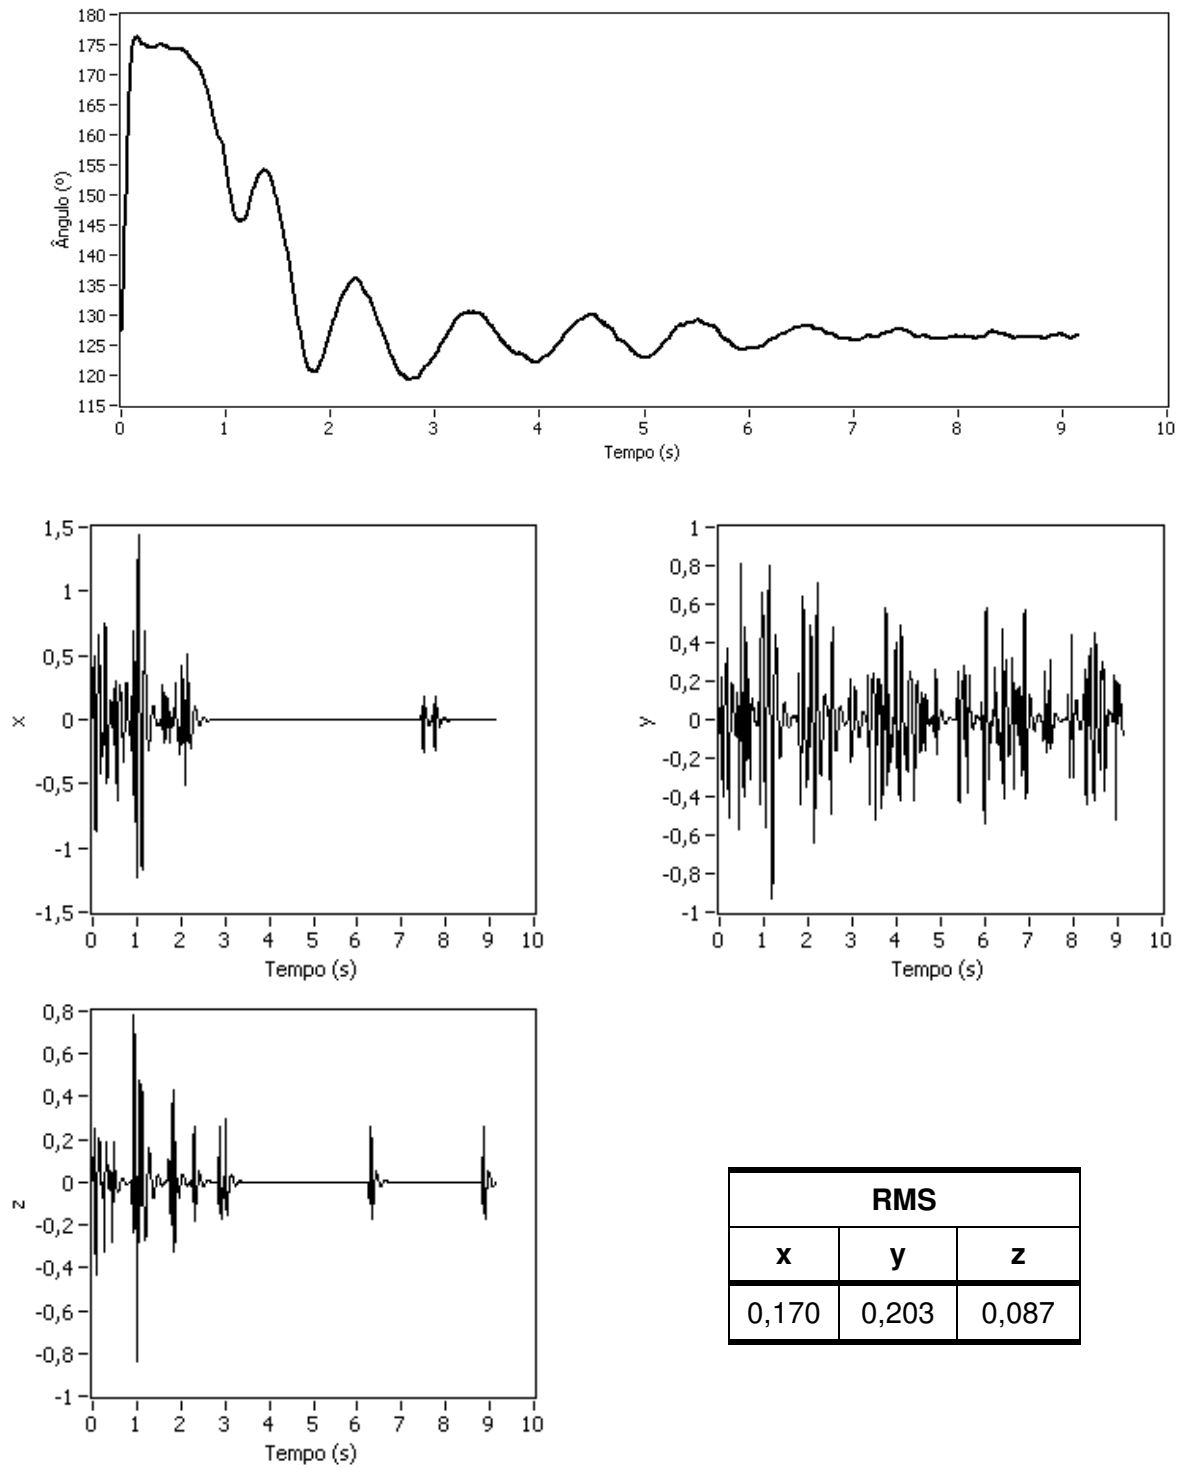 180
175
170
165
160
155
150
145
140
135
130
125
120
115
Ângulo (º)
0 1 2 3 4 5 6 7 8 9 10
Tempo (s)
1,5
1
0,5
0
-0,5
-1
-1,5
x
0 1 2 3 4 5 6 7 8 9 10
Tempo (s)
1
0,8
0,6
0,4
0,2
0
-0,2
-0,4
-0,6
-0,8
-1
y
0 1 2 3 4 5 6 7 8 9 10
Tempo (s)
0,8
0,6
0,4
0,2
0
-0,2
-0,4
-0,6
-0,8
-1
z
0 1 2 3 4 5 6 7 8 9 10
Tempo (s)
RMS
x y z
0,170 0,203 0,087